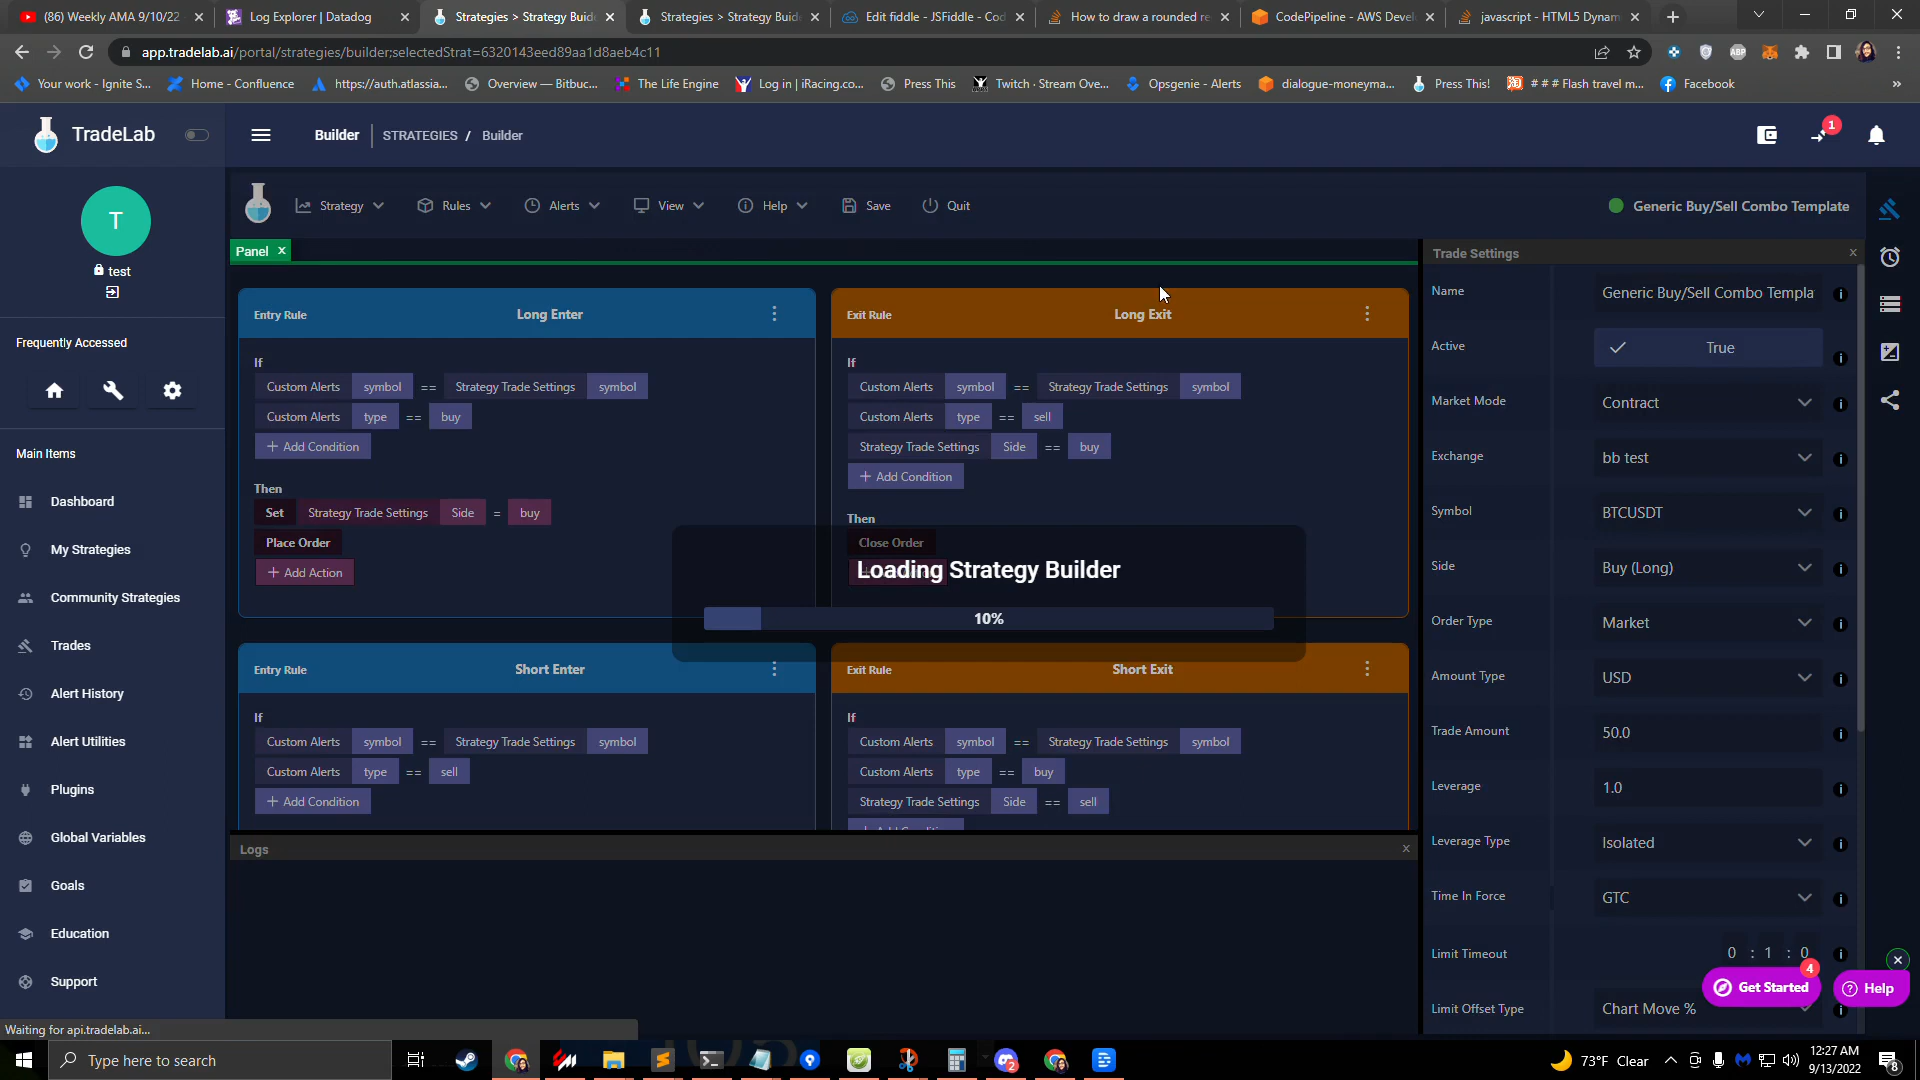 (86) Weekly AMA 9/10/22
Log Explorer | Datadog
Strategies > Strategy Buil
Strategies > Strategy Buil
Edit fiddle - JSFiddle - Cod
How to draw a rounded re
CodePipeline - AWS Devel
javascript - HTML5 Dynam
app.tradelab.ai/portal/strategies/builder;selectedStrat=6320143eed89aa1d8aeb4c11
Your work - Ignite S...
Home - Confluence
https://auth.atlassia...
Overview — Bitbuc...
The Life Engine
Log in | iRacing.co...
Press This
Twitch · Stream Ove...
Opsgenie - Alerts
dialogue-moneyma...
Press This!
# # # Flash travel m...
Facebook
»
TradeLab
Builder
STRATEGIES / Builder
1
T
test
Strategy
Rules
Alerts
View
Help
Save
Quit
Generic Buy/Sell Combo Template
Panel x
Trade Settings x
Frequently Accessed
Main Items
Dashboard
My Strategies
Community Strategies
Trades
Alert History
Alert Utilities
Plugins
Global Variables
Goals
Education
Support
Entry Rule Long Enter
If
Custom Alerts symbol == Strategy Trade Settings symbol
Custom Alerts type == buy
+ Add Condition
Then
Set Strategy Trade Settings Side = buy
Place Order
+ Add Action
Exit Rule Long Exit
If
Custom Alerts symbol == Strategy Trade Settings symbol
Custom Alerts type == sell
Strategy Trade Settings Side == buy
+ Add Condition
Then
Close Order
Loading Strategy Builder
10%
Entry Rule Short Enter
If
Custom Alerts symbol == Strategy Trade Settings symbol
Custom Alerts type == sell
+ Add Condition
Exit Rule Short Exit
If
Custom Alerts symbol == Strategy Trade Settings symbol
Custom Alerts type == buy
Strategy Trade Settings Side == sell
+ Add Condition
Logs x
Name Generic Buy/Sell Combo Templa
Active True
Market Mode Contract
Exchange bb test
Symbol BTCUSDT
Side Buy (Long)
Order Type Market
Amount Type USD
Trade Amount 50.0
Leverage 1.0
Leverage Type Isolated
Time In Force GTC
Limit Timeout 0 : 1 : 0
Limit Offset Type Chart Move %
Get Started 4
Help
Waiting for api.tradelab.ai...
Type here to search
2
73°F Clear
12:27 AM
9/13/2022
8